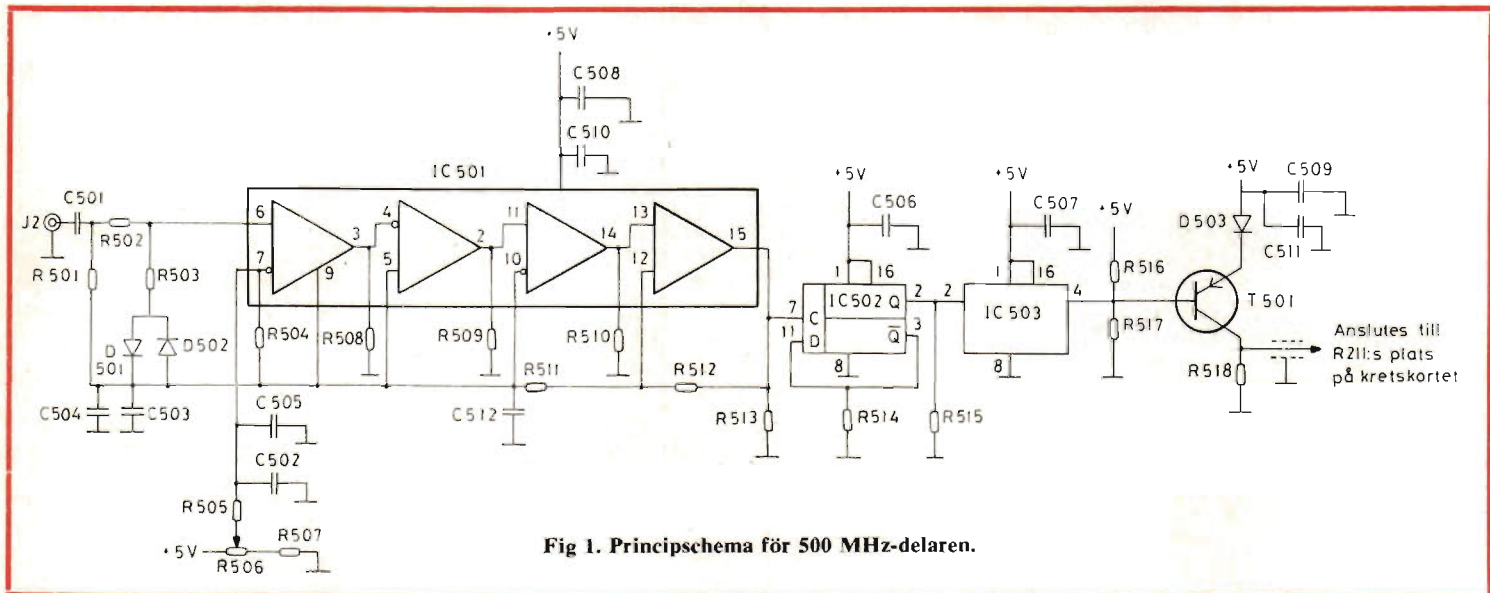 +5V
C508
C510
IC501
C501
J2
R502
R501
R503
D
501
D502
6
7
3
9
4
5
2
11
10
14
13
12
15
R504
R508
R509
R510
R511
R512
C504
C503
C505
C502
C512
R513
R505
+5V
R506
R507
+5V
C506
1
16
7
C
IC502
Q
2
11
D
Q̅
3
8
R514
R515
+5V
C507
1
16
2
IC503
4
8
+5V
R516
R517
+5V
C509
D503
C511
T501
R518
Anslutes till
R211:s plats
på kretskortet
Fig 1. Principschema för 500 MHz-delaren.